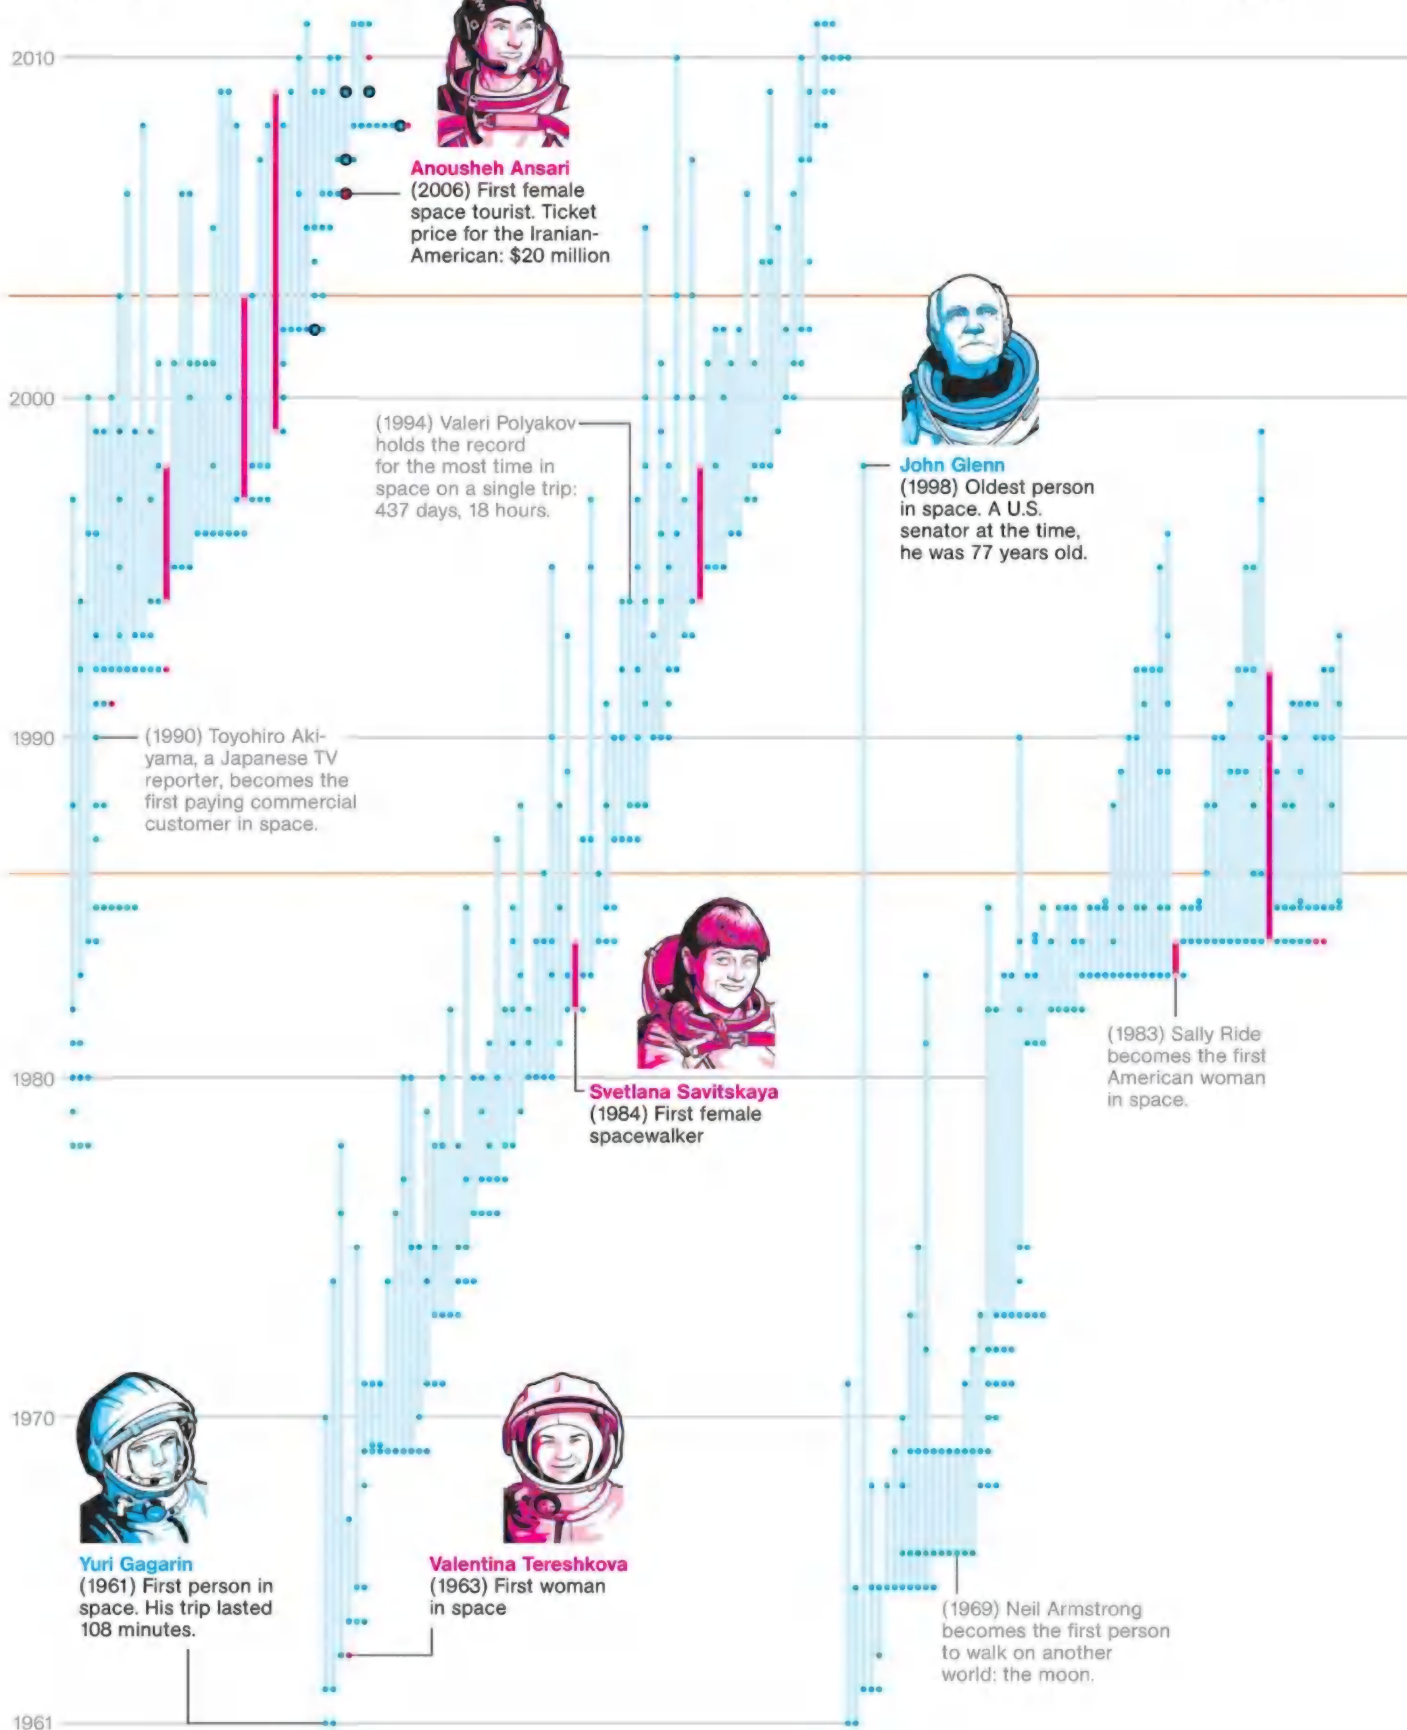 2010
Anousheh Ansari
(2006) First female
space tourist. Ticket
price for the Iranian-
American: $20 million
2000
(1994) Valeri Polyakov
holds the record
for the most time in
space on a single trip:
437 days, 18 hours.
John Glenn
(1998) Oldest person
in space. A U.S.
senator at the time,
he was 77 years old.
1990
(1990) Toyohiro Aki-
yama, a Japanese TV
reporter, becomes the
first paying commercial
customer in space.
1980
Svetlana Savitskaya
(1984) First female
spacewalker
(1983) Sally Ride
becomes the first
American woman
in space.
1970
Yuri Gagarin
(1961) First person in
space. His trip lasted
108 minutes.
Valentina Tereshkova
(1963) First woman
in space
(1969) Neil Armstrong
becomes the first person
to walk on another
world: the moon.
1961